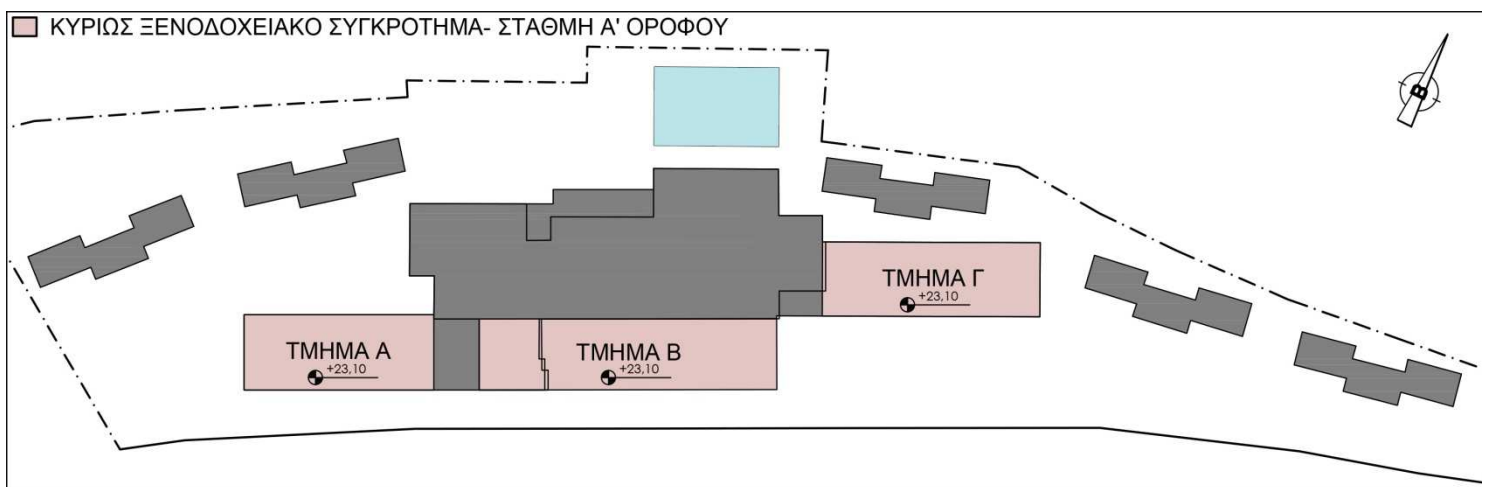 ΚΥΡΙΩΣ ΞΕΝΟΔΟΧΕΙΑΚΟ ΣΥΓΚΡΟΤΗΜΑ- ΣΤΑΘΜΗ Α' ΟΡΟΦΟΥ
Β
ΤΜΗΜΑ Γ
+23,10
ΤΜΗΜΑ Α
+23,10
ΤΜΗΜΑ Β
+23,10